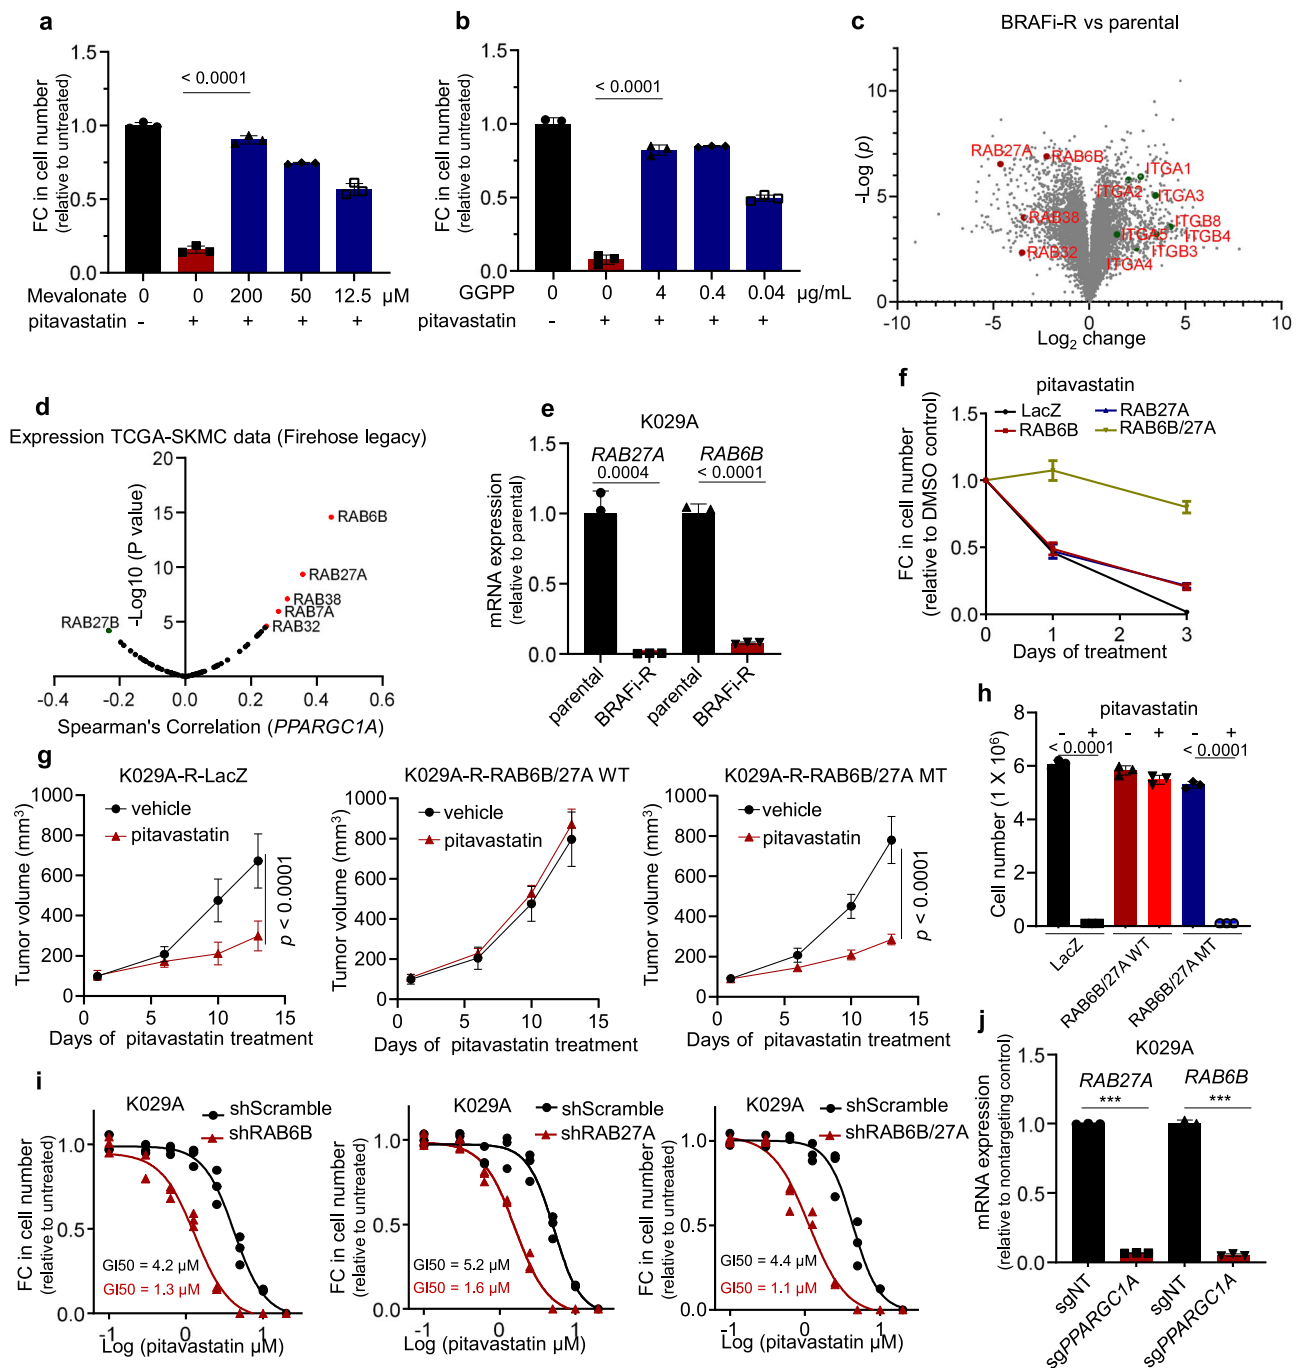 a
FC in cell number
(relative to untreated)
1.5
1.0
0.5
0.0
< 0.0001
Mevalonate 0 0 200 50 12.5 µM
pitavastatin - + + + +
b
FC in cell number
(relative to untreated)
1.5
1.0
0.5
0.0
< 0.0001
GGPP 0 0 4 0.4 0.04 µg/mL
pitavastatin - + + + +
c
BRAFi-R vs parental
-Log (p)
10
5
0
RAB27A
RAB6B
RAB38
RAB32
ITGA1
ITGA2
ITGA3
ITGB8
ITGA5
ITGB4
ITGB3
ITGA4
-10 -5 0 5 10
Log2 change
d
Expression TCGA-SKMC data (Firehose legacy)
-Log10 (P value)
20
15
10
5
RAB6B
RAB27A
RAB38
RAB7A
RAB32
RAB27B
-0.4 -0.2 0.0 0.2 0.4 0.6
Spearman's Correlation (PPARGC1A)
e
K029A
mRNA expression
(relative to parental)
1.5
1.0
0.5
0.0
RAB27A
0.0004
RAB6B
< 0.0001
parental
BRAFi-R
parental
BRAFi-R
f
pitavastatin
LacZ
RAB6B
RAB27A
RAB6B/27A
FC in cell number
(relative to DMSO control)
1.5
1.0
0.5
0.0
0 1 2 3
Days of treatment
g
K029A-R-LacZ
vehicle
pitavastatin
Tumor volume (mm3)
1000
800
600
400
200
0
p < 0.0001
0 5 10 15
Days of pitavastatin treatment
K029A-R-RAB6B/27A WT
vehicle
pitavastatin
Tumor volume (mm3)
1000
800
600
400
200
0
0 5 10 15
Days of pitavastatin treatment
K029A-R-RAB6B/27A MT
vehicle
pitavastatin
Tumor volume (mm3)
1000
800
600
400
200
0
p < 0.0001
0 5 10 15
Days of pitavastatin treatment
h
pitavastatin
- + - + - +
< 0.0001
< 0.0001
Cell number (1 X 106)
8
6
4
2
0
LacZ
RAB6B/27A WT
RAB6B/27A MT
i
K029A
shScramble
shRAB6B
FC in cell number
(relative to untreated)
1.0
0.5
0.0
GI50 = 4.2 µM
GI50 = 1.3 µM
-1 0 1
Log (pitavastatin µM)
K029A
shScramble
shRAB27A
FC in cell number
(relative to untreated)
1.0
0.5
0.0
GI50 = 5.2 µM
GI50 = 1.6 µM
-1 0 1
Log (pitavastatin µM)
K029A
shScramble
shRAB6B/27A
FC in cell number
(relative to untreated)
1.0
0.5
0.0
GI50 = 4.4 µM
GI50 = 1.1 µM
-1 0 1
Log (pitavastatin µM)
j
K029A
mRNA expression
(relative to nontargeting control)
1.5
1.0
0.5
0.0
RAB27A
***
RAB6B
***
sgNT
sgPPARGC1A
sgNT
sgPPARGC1A